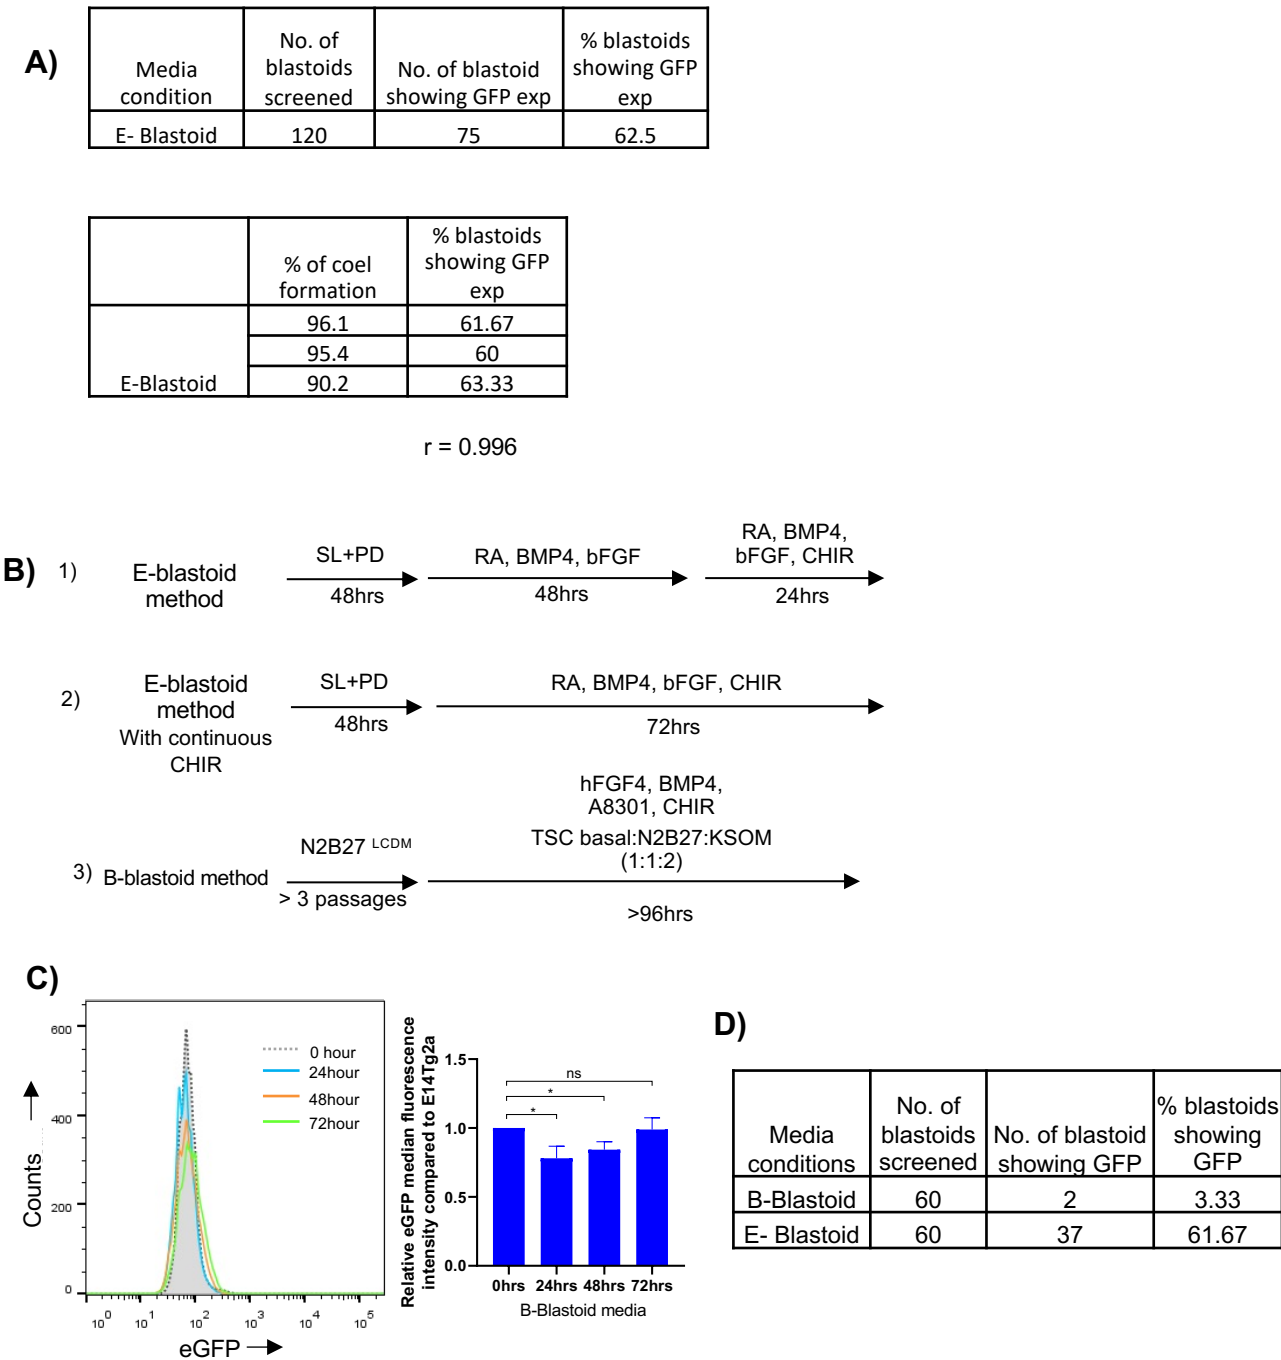 A)
Media
condition
No. of
blastoids
screened
No. of blastoid
showing GFP exp
% blastoids
showing GFP
exp
E- Blastoid
120
75
62.5
% of coel
formation
% blastoids
showing GFP
exp
E-Blastoid
96.1
61.67
95.4
60
90.2
63.33
r = 0.996
B)
1)
E-blastoid
method
SL+PD
48hrs
RA, BMP4, bFGF
48hrs
RA, BMP4,
bFGF, CHIR
24hrs
2)
E-blastoid
method
With continuous
CHIR
SL+PD
48hrs
RA, BMP4, bFGF, CHIR
72hrs
3)
B-blastoid method
N2B27 LCDM
> 3 passages
hFGF4, BMP4,
A8301, CHIR
TSC basal:N2B27:KSOM
(1:1:2)
>96hrs
C)
Counts
600
400
200
0
0 hour
24hour
48hour
72hour
10^0
10^1
10^2
10^3
10^4
10^5
eGFP
Relative eGFP median fluorescence
intensity compared to E14Tg2a
1.5
1.0
0.5
0.0
ns
*
*
0hrs 24hrs 48hrs 72hrs
B-Blastoid media
D)
Media
conditions
No. of
blastoids
screened
No. of blastoid
showing GFP
% blastoids
showing
GFP
B-Blastoid
60
2
3.33
E- Blastoid
60
37
61.67